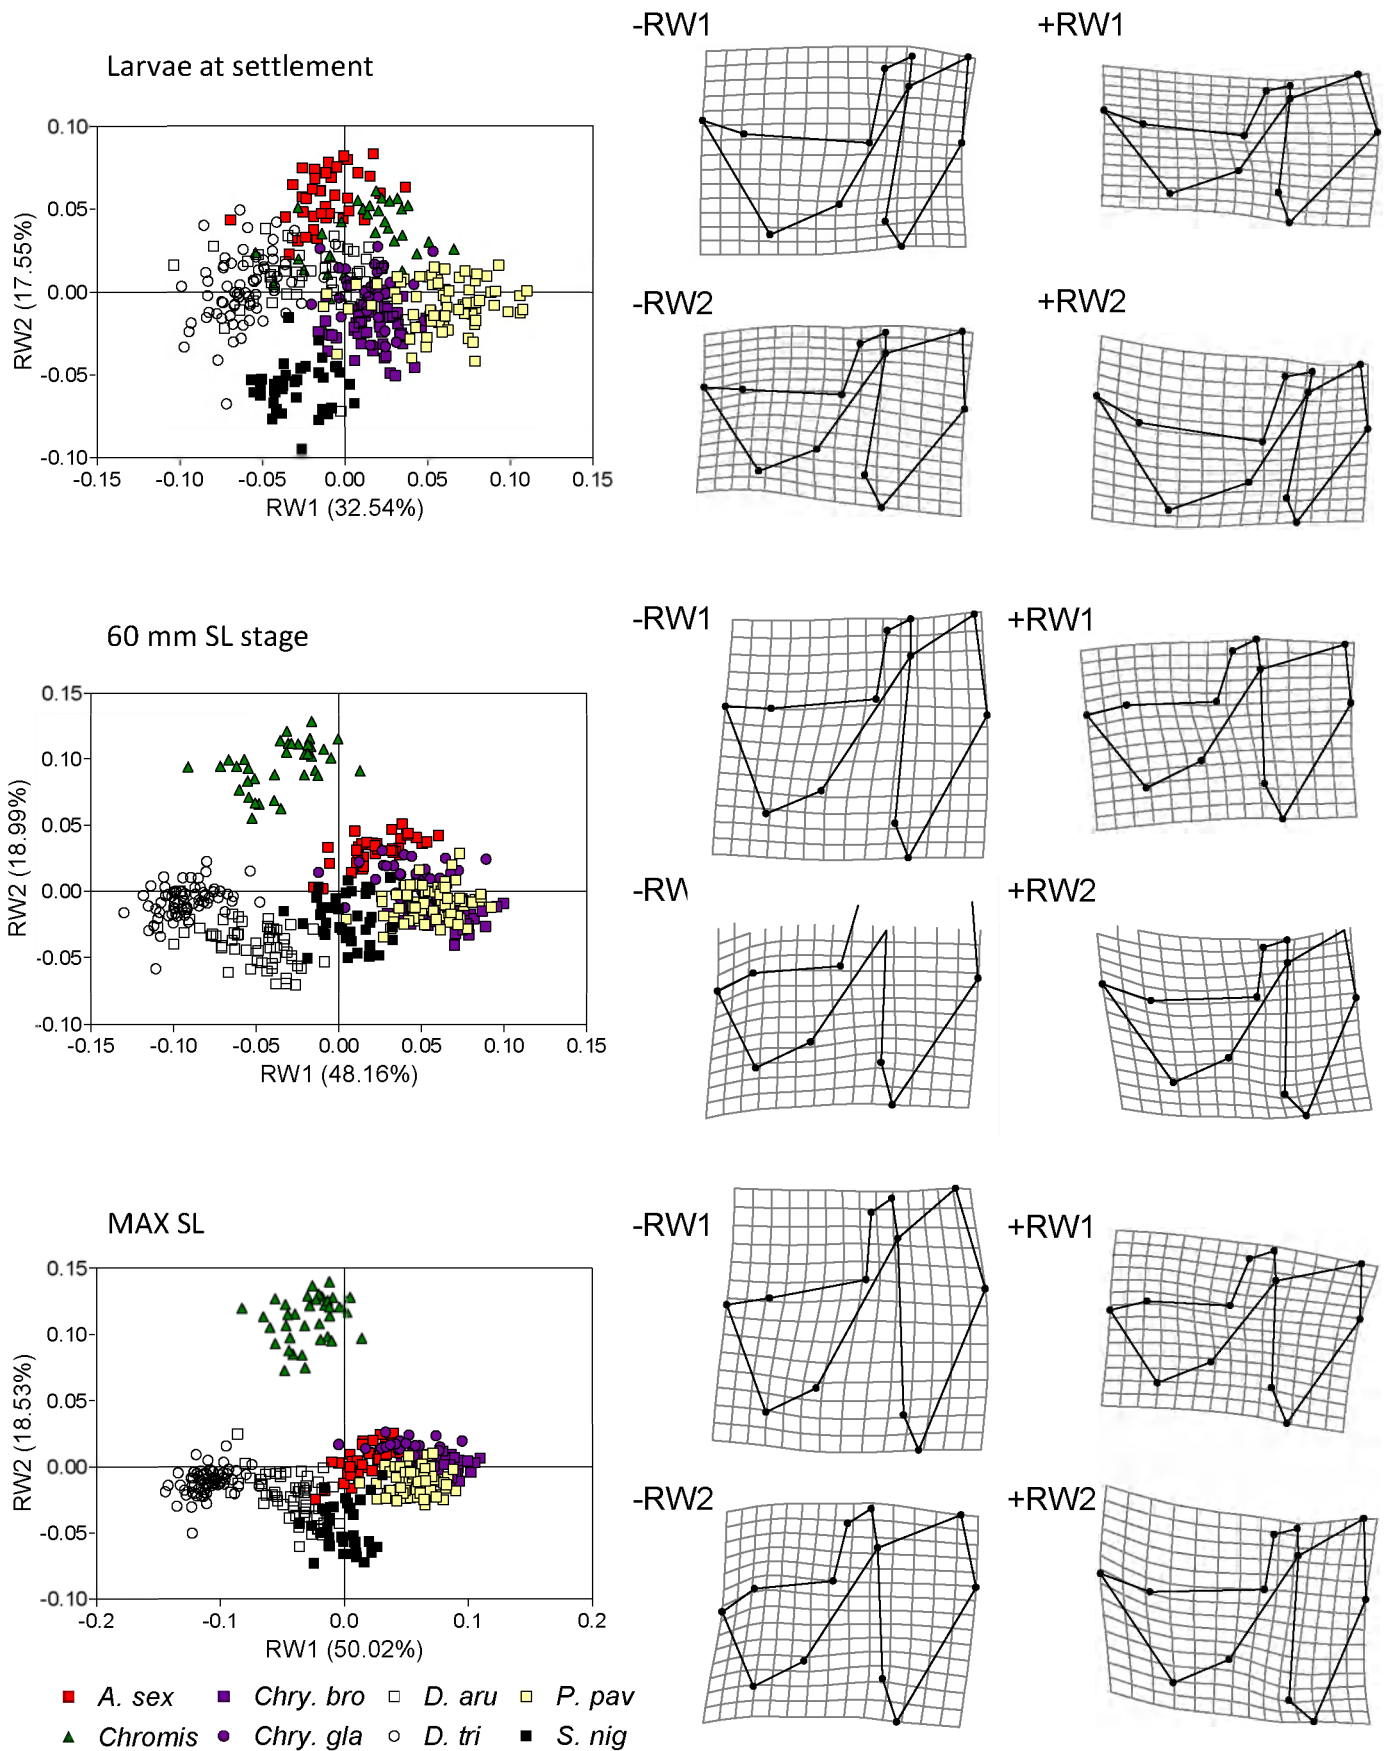 Larvae at settlement
-RW1
+RW1
0.10
0.05
0.00
-0.05
-0.10
RW2 (17.55%)
-0.15
-0.10
-0.05
0.00
0.05
0.10
0.15
RW1 (32.54%)
-RW2
+RW2
60 mm SL stage
-RW1
+RW1
0.15
0.10
0.05
0.00
-0.05
-0.10
RW2 (18.99%)
-0.15
-0.10
-0.05
0.00
0.05
0.10
0.15
RW1 (48.16%)
-RW
+RW2
MAX SL
-RW1
+RW1
0.15
0.10
0.05
0.00
-0.05
-0.10
RW2 (18.53%)
-0.2
-0.1
0.0
0.1
0.2
RW1 (50.02%)
-RW2
+RW2
A. sex
Chry. bro
D. aru
P. pav
Chromis
Chry. gla
D. tri
S. nig